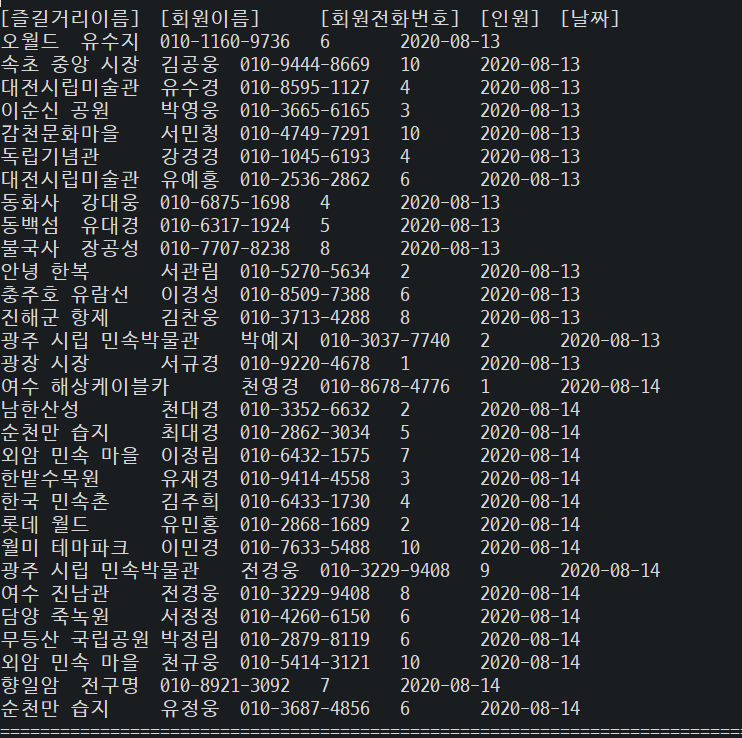 [즐길거리이름] [회원이름] [회원전화번호] [인원] [날짜]
오월드 유수지 010-1160-9736 6 2020-08-13
속초 중앙 시장 김공웅 010-9444-8669 10 2020-08-13
대전시립미술관 유수경 010-8595-1127 4 2020-08-13
이순신 공원 박영웅 010-3665-6165 3 2020-08-13
감천문화마을 서민청 010-4749-7291 10 2020-08-13
독립기념관 강경경 010-1045-6193 4 2020-08-13
대전시립미술관 유예홍 010-2536-2862 6 2020-08-13
동화사 강대웅 010-6875-1698 4 2020-08-13
동백섬 유대경 010-6317-1924 5 2020-08-13
불국사 장공성 010-7707-8238 8 2020-08-13
안녕 한복 서관림 010-5270-5634 2 2020-08-13
충주호 유람선 이경성 010-8509-7388 6 2020-08-13
진해군 항제 김찬웅 010-3713-4288 8 2020-08-13
광주 시립 민속박물관 박예지 010-3037-7740 2 2020-08-13
광장 시장 서규경 010-9220-4678 1 2020-08-13
여수 해상케이블카 천영경 010-8678-4776 1 2020-08-14
남한산성 천대경 010-3352-6632 2 2020-08-14
순천만 습지 최대경 010-2862-3034 5 2020-08-14
외암 민속 마을 이정림 010-6432-1575 7 2020-08-14
한밭수목원 유재경 010-9414-4558 3 2020-08-14
한국 민속촌 김주희 010-6433-1730 4 2020-08-14
롯데 월드 유민홍 010-2868-1689 2 2020-08-14
월미 테마파크 이민경 010-7633-5488 10 2020-08-14
광주 시립 민속박물관 전경웅 010-3229-9408 9 2020-08-14
여수 진남관 전경웅 010-3229-9408 8 2020-08-14
담양 죽녹원 서정정 010-4260-6150 6 2020-08-14
무등산 국립공원 박정림 010-2879-8119 6 2020-08-14
외암 민속 마을 천규웅 010-5414-3121 10 2020-08-14
향일암 전구명 010-8921-3092 7 2020-08-14
순천만 습지 유정웅 010-3687-4856 6 2020-08-14
==========================================================================